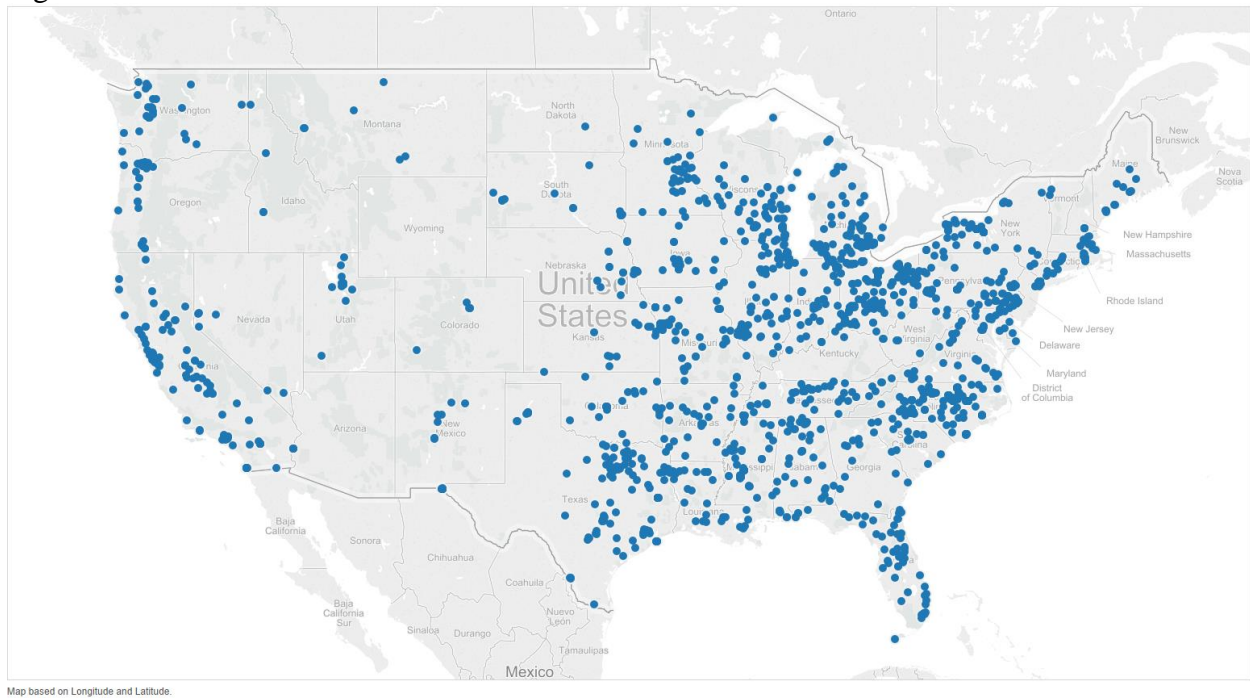 Ontario
Washington
North
Dakota
Montana
Minnesota
New
Brunswick
Maine
Nova
Scotia
South
Dakota
Wisconsin
Vermont
Oregon
Idaho
New
York
Wyoming
New Hampshire
Massachusetts
Iowa
Nebraska
United
States
Pennsylvania
Rhode Island
Nevada
Utah
Colorado
Kansas
Missouri
West
Virginia
New Jersey
Delaware
Kentucky
Virginia
Maryland
District
of Columbia
Arizona
New
Mexico
Oklahoma
Arkansas
Mississippi
Alabama
Georgia
Carolina
Texas
Louisiana
Baja
California
Sonora
Chihuahua
Coahuila
Baja
California
Sur
Nuevo
León
Sinaloa
Durango
Tamaulipas
Mexico
Map based on Longitude and Latitude.